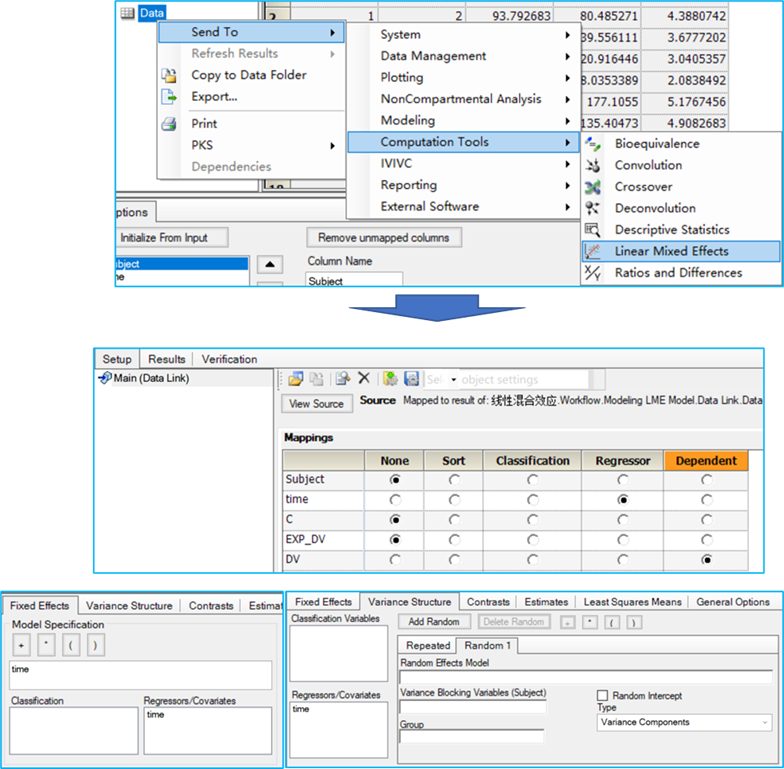 Data
2 1 2 93.792683 80.485271 4.3880742
39.556111 3.6777202
20.916446 3.0405357
8.0353389 2.0838492
177.1055 5.1767456
135.40473 4.9082683
Send To
Refresh Results
Copy to Data Folder
Export...
Print
PKS
Dependencies
System
Data Management
Plotting
NonCompartmental Analysis
Modeling
Computation Tools
IVIVC
Reporting
External Software
Bioequivalence
Convolution
Crossover
Deconvolution
Descriptive Statistics
Linear Mixed Effects
Ratios and Differences
ptions
Initialize From Input
Remove unmapped columns
ubject
me
Column Name
Subject
Setup Results Verification
Main (Data Link)
Sel object settings
View Source
Source Mapped to result of: 线性混合效应.Workflow.Modeling LME Model.Data Link.Data
Mappings
None Sort Classification Regressor Dependent
Subject
time
C
EXP_DV
DV
Fixed Effects Variance Structure Contrasts Estimat
Model Specification
+ * ( )
time
Classification Regressors/Covariates
time
Fixed Effects Variance Structure Contrasts Estimates Least Squares Means General Options
Classification Variables
Add Random Delete Random + * ( )
Repeated Random 1
Random Effects Model
Regressors/Covariates
time
Variance Blocking Variables (Subject)
Random Intercept
Type
Variance Components
Group